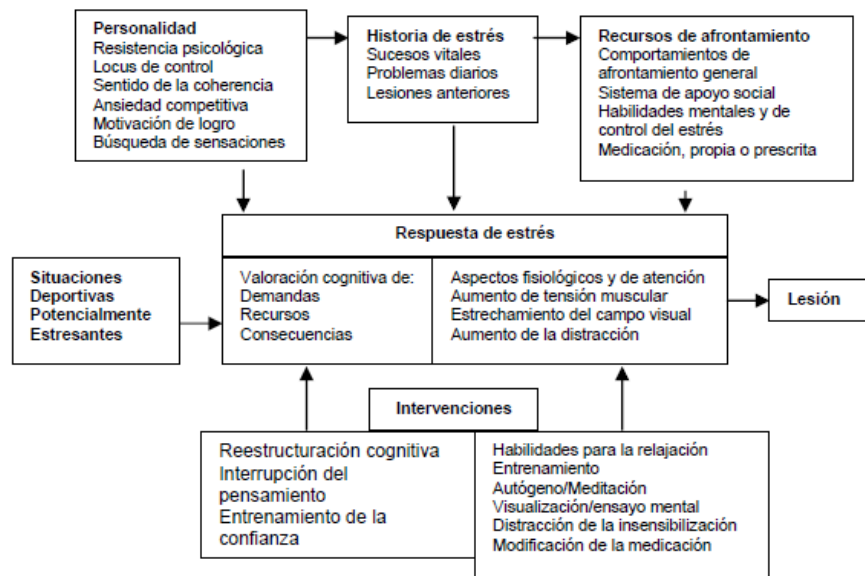 Personalidad
Resistencia psicológica
Locus de control
Sentido de la coherencia
Ansiedad competitiva
Motivación de logro
Búsqueda de sensaciones
Historia de estrés
Sucesos vitales
Problemas diarios
Lesiones anteriores
Recursos de afrontamiento
Comportamientos de
afrontamiento general
Sistema de apoyo social
Habilidades mentales y de
control del estrés
Medicación, propia o prescrita
Respuesta de estrés
Situaciones
Deportivas
Potencialmente
Estresantes
Valoración cognitiva de:
Demandas
Recursos
Consecuencias
Aspectos fisiológicos y de atención
Aumento de tensión muscular
Estrechamiento del campo visual
Aumento de la distracción
Lesión
Intervenciones
Reestructuración cognitiva
Interrupción del
pensamiento
Entrenamiento de la
confianza
Habilidades para la relajación
Entrenamiento
Autógeno/Meditación
Visualización/ensayo mental
Distracción de la insensibilización
Modificación de la medicación